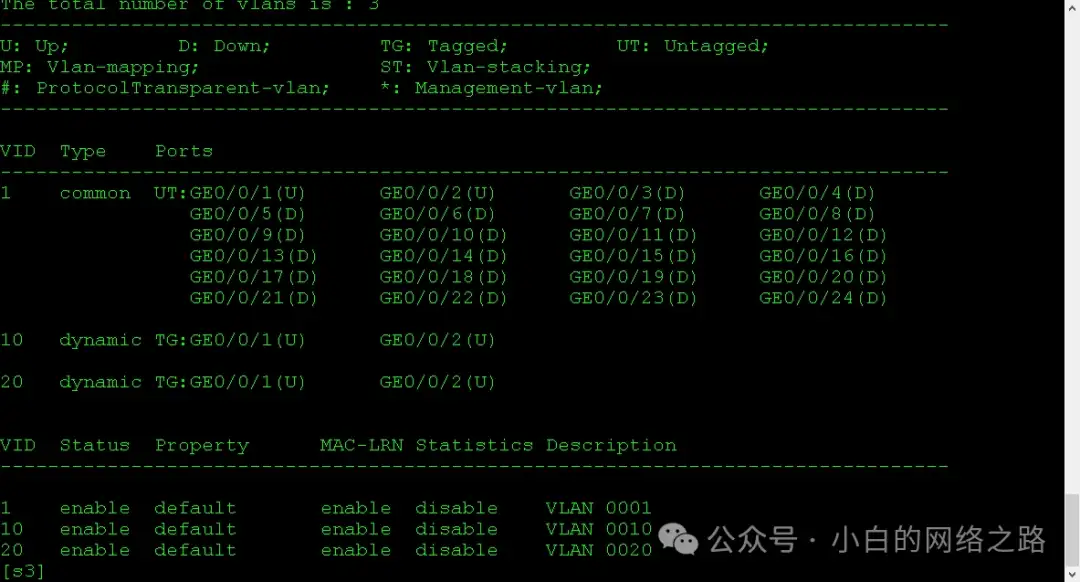 The total number of vlans is : 3
--------------------------------------------------------------------------------
U: Up;         D: Down;         TG: Tagged;         UT: Untagged;
MP: Vlan-mapping;               ST: Vlan-stacking;
#: ProtocolTransparent-vlan;    *: Management-vlan;
--------------------------------------------------------------------------------
VID  Type    Ports
--------------------------------------------------------------------------------
1    common  UT:GE0/0/1(U)      GE0/0/2(U)      GE0/0/3(D)      GE0/0/4(D)
                GE0/0/5(D)      GE0/0/6(D)      GE0/0/7(D)      GE0/0/8(D)
                GE0/0/9(D)      GE0/0/10(D)     GE0/0/11(D)     GE0/0/12(D)
                GE0/0/13(D)     GE0/0/14(D)     GE0/0/15(D)     GE0/0/16(D)
                GE0/0/17(D)     GE0/0/18(D)     GE0/0/19(D)     GE0/0/20(D)
                GE0/0/21(D)     GE0/0/22(D)     GE0/0/23(D)     GE0/0/24(D)
10   dynamic TG:GE0/0/1(U)      GE0/0/2(U)
20   dynamic TG:GE0/0/1(U)      GE0/0/2(U)
VID  Status  Property      MAC-LRN Statistics Description
--------------------------------------------------------------------------------
1    enable  default       enable  disable    VLAN 0001
10   enable  default       enable  disable    VLAN 0010
20   enable  default       enable  disable    VLAN 0020
公众号 · 小白的网络之路
[s3]